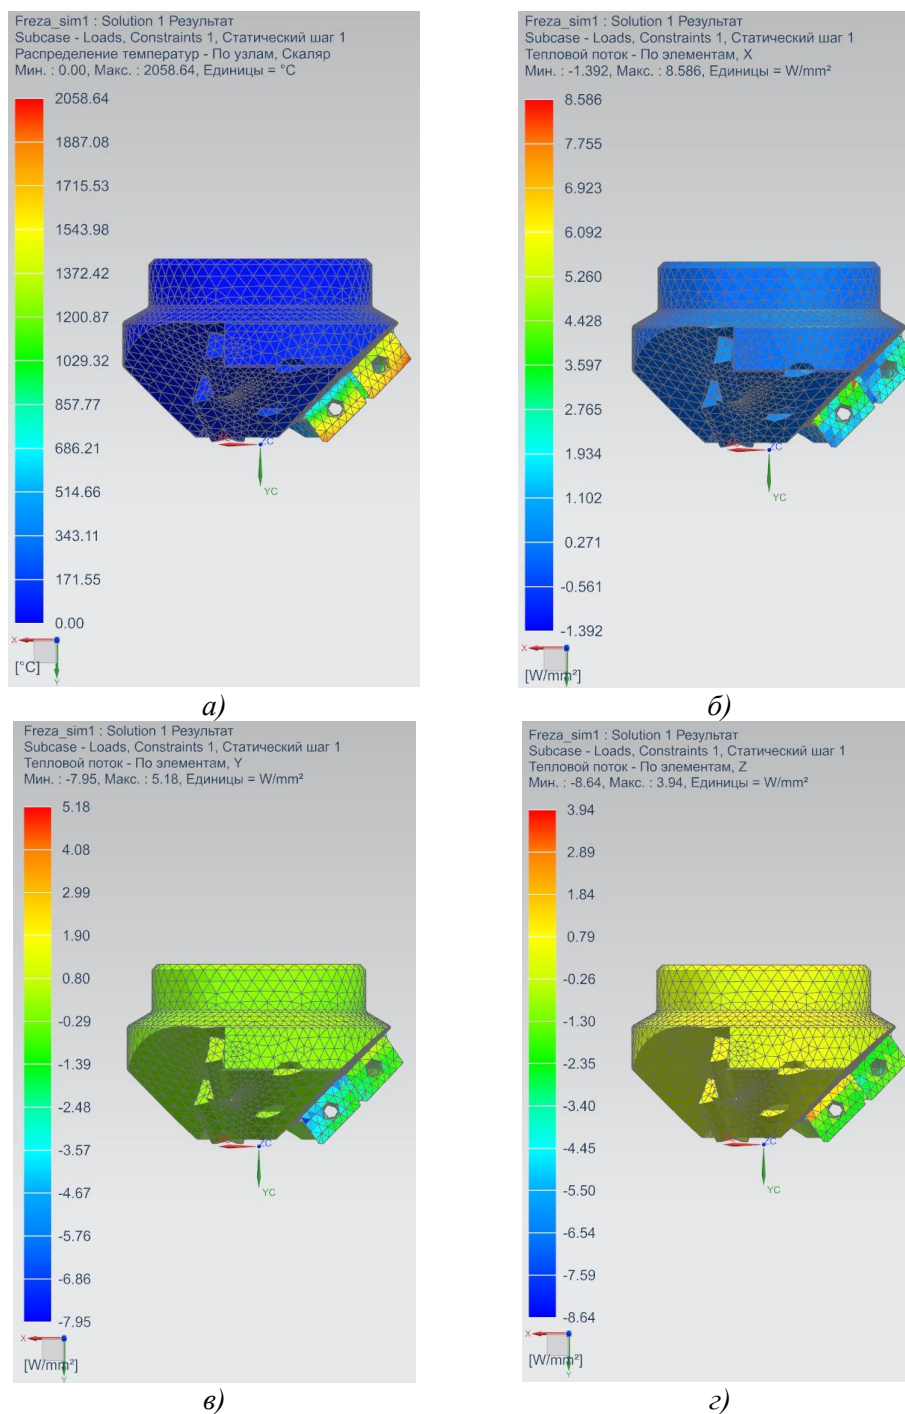 Freza_sim1 : Solution 1 Результат
Subcase - Loads, Constraints 1, Статический шаг 1
Распределение температур - По узлам, Скаляр
Мин. : 0.00, Макс. : 2058.64, Единицы = °C
2058.64
1887.08
1715.53
1543.98
1372.42
1200.87
1029.32
857.77
686.21
514.66
343.11
171.55
0.00
ZC
YC
X
Y
[°C]
а)
Freza_sim1 : Solution 1 Результат
Subcase - Loads, Constraints 1, Статический шаг 1
Тепловой поток - По элементам, X
Мин. : -1.392, Макс. : 8.586, Единицы = W/mm²
8.586
7.755
6.923
6.092
5.260
4.428
3.597
2.765
1.934
1.102
0.271
-0.561
-1.392
ZC
YC
X
[W/mm²]
б)
Freza_sim1 : Solution 1 Результат
Subcase - Loads, Constraints 1, Статический шаг 1
Тепловой поток - По элементам, Y
Мин. : -7.95, Макс. : 5.18, Единицы = W/mm²
5.18
4.08
2.99
1.90
0.80
-0.29
-1.39
-2.48
-3.57
-4.67
-5.76
-6.86
-7.95
ZC
YC
X
[W/mm²]
Y
в)
Freza_sim1 : Solution 1 Результат
Subcase - Loads, Constraints 1, Статический шаг 1
Тепловой поток - По элементам, Z
Мин. : -8.64, Макс. : 3.94, Единицы = W/mm²
3.94
2.89
1.84
0.79
-0.26
-1.30
-2.35
-3.40
-4.45
-5.50
-6.54
-7.59
-8.64
ZC
YC
X
[W/mm²]
Y
г)